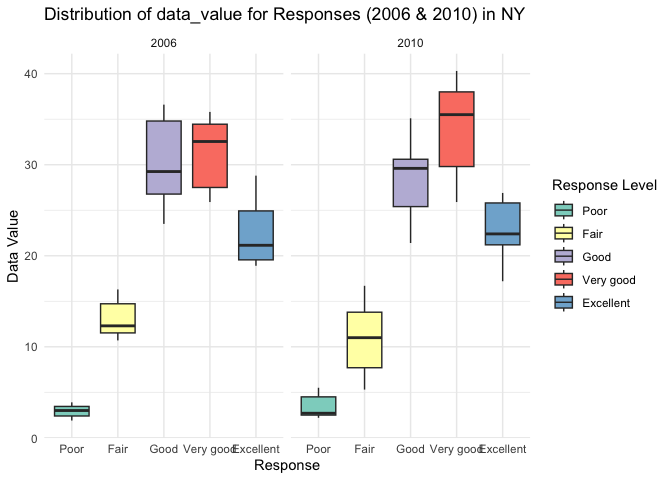 Distribution of data_value for Responses (2006 & 2010) in NY
2006
2010
40
30
20
10
0
Data Value
Poor
Fair
Good
Very good
Excellent
Poor
Fair
Good
Very good
Excellent
Response
Response Level
Poor
Fair
Good
Very good
Excellent